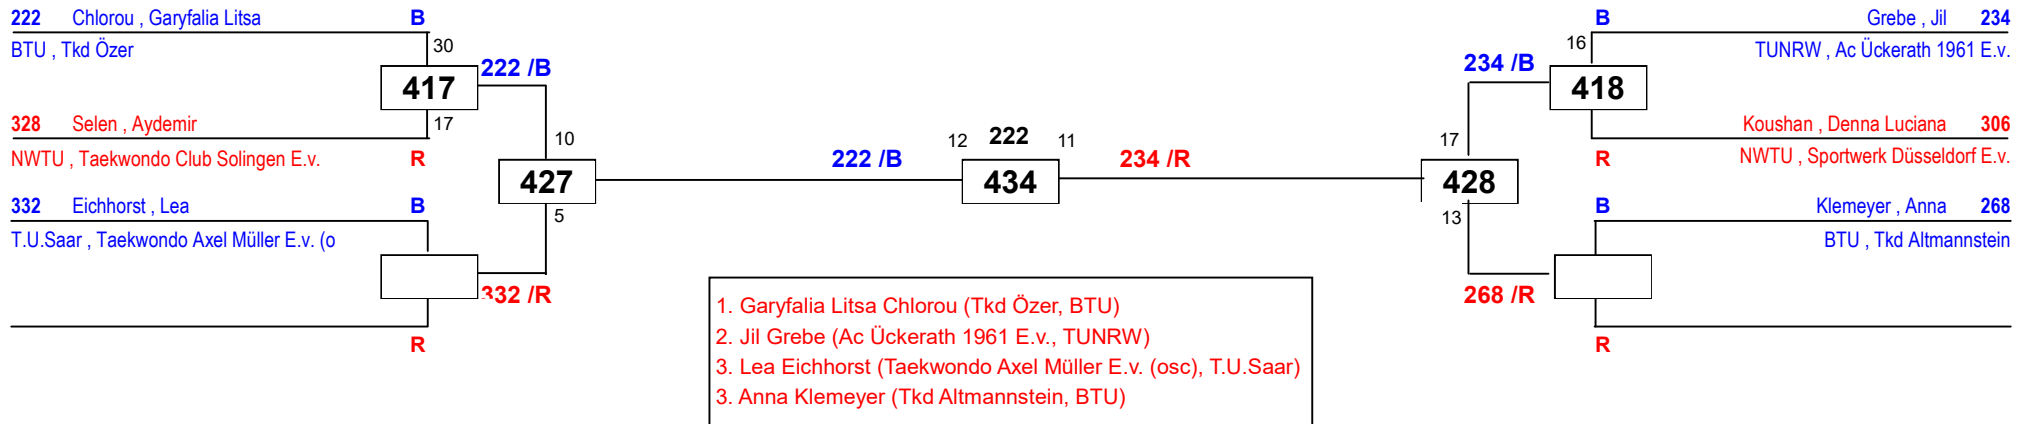 222 Chlorou , Garyfalia Litsa B
BTU , Tkd Özer
30
417
222 /B
17
328 Selen , Aydemir
NWTU , Taekwondo Club Solingen E.v. R
10
427
5
332 Eichhorst , Lea B
T.U.Saar , Taekwondo Axel Müller E.v. (o
332 /R
R
222 /B
12 222 11
434
234 /R
B Grebe , Jil 234
TUNRW , Ac Ückerath 1961 E.v.
16
234 /B
418
Koushan , Denna Luciana 306
R NWTU , Sportwerk Düsseldorf E.v.
17
428
13
B Klemeyer , Anna 268
BTU , Tkd Altmannstein
268 /R
R
1. Garyfalia Litsa Chlorou (Tkd Özer, BTU)
2. Jil Grebe (Ac Ückerath 1961 E.v., TUNRW)
3. Lea Eichhorst (Taekwondo Axel Müller E.v. (osc), T.U.Saar)
3. Anna Klemeyer (Tkd Altmannstein, BTU)